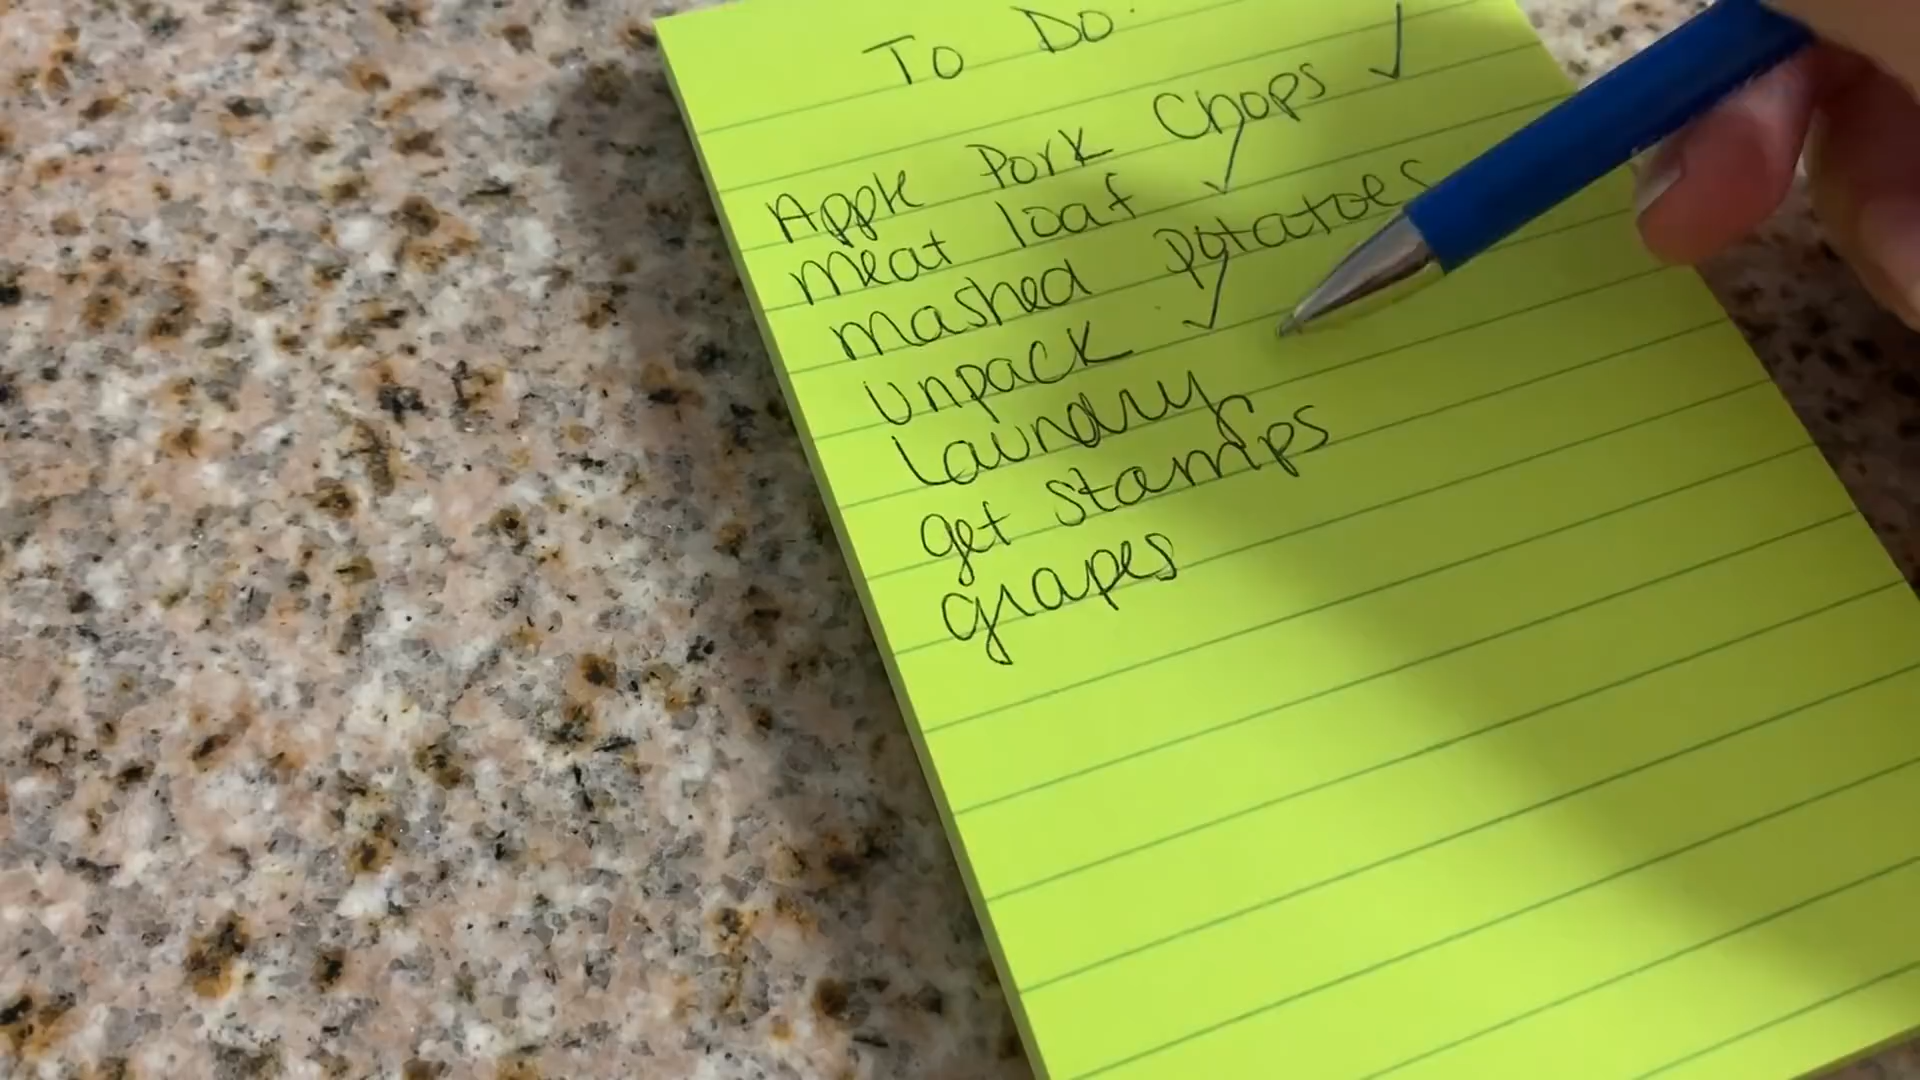 To Do.
Apple Pork Chops ✓
meat loaf ✓
mashed potatoes
unpack ✓
Laundry
get stamps
grapes